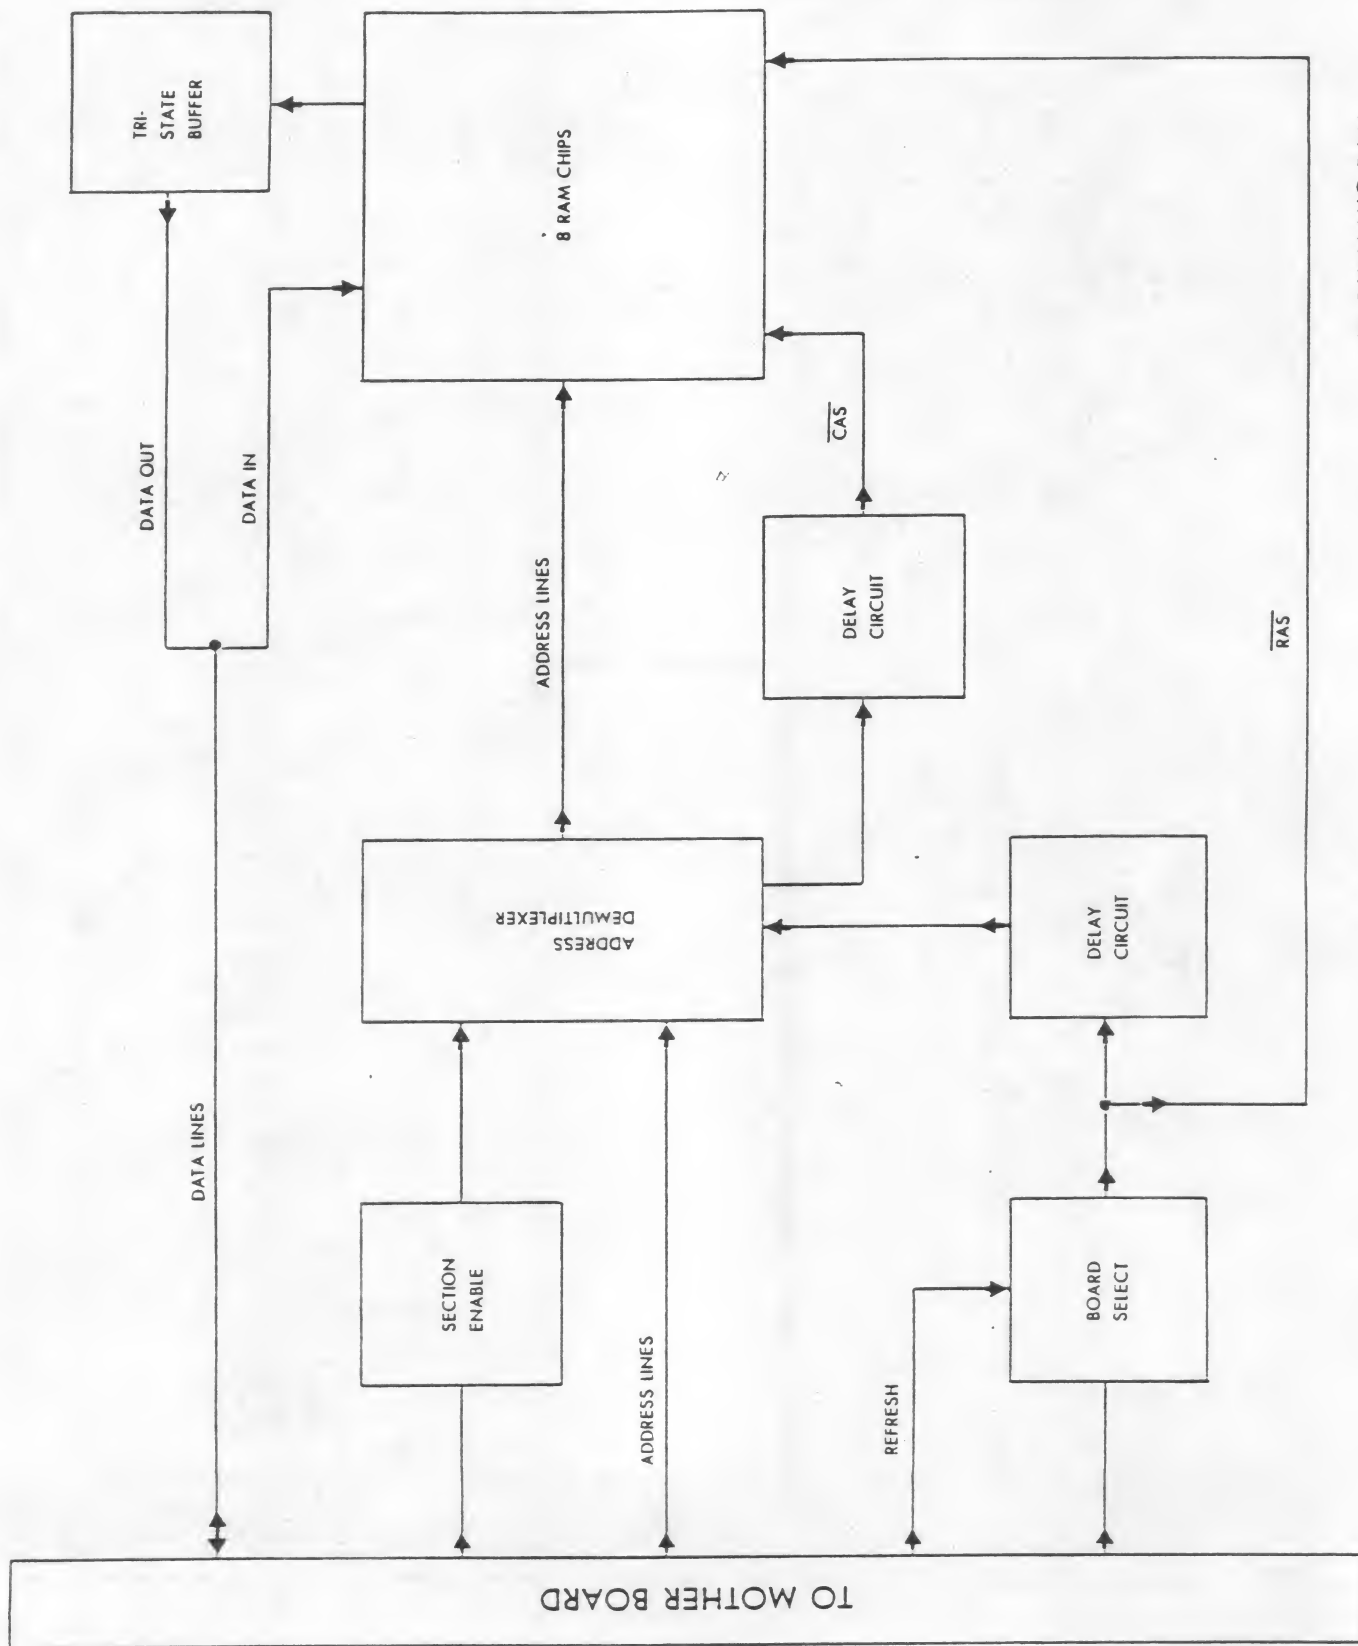 TRI-
STATE
BUFFER
8 RAM CHIPS
DATA OUT
DATA IN
ADDRESS LINES
CAS
DELAY
CIRCUIT
RAS
DATA LINES
ADDRESS
DEMULTIPLEXER
DELAY
CIRCUIT
SECTION
ENABLE
ADDRESS LINES
REFRESH
BOARD
SELECT
TO MOTHER BOARD